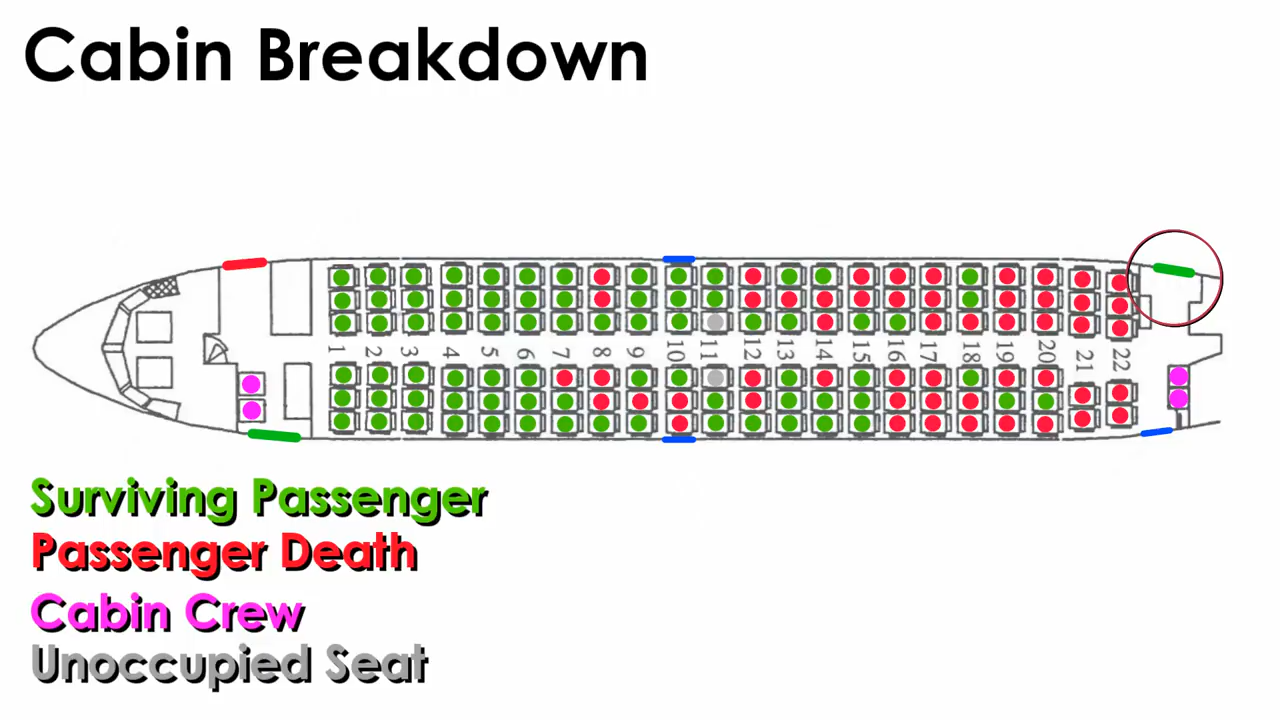 Cabin Breakdown
1 2 3 4 5 6 7 8 9 10 11 12 13 14 15 16 17 18 19 20 21 22
Surviving Passenger
Passenger Death
Cabin Crew
Unoccupied Seat